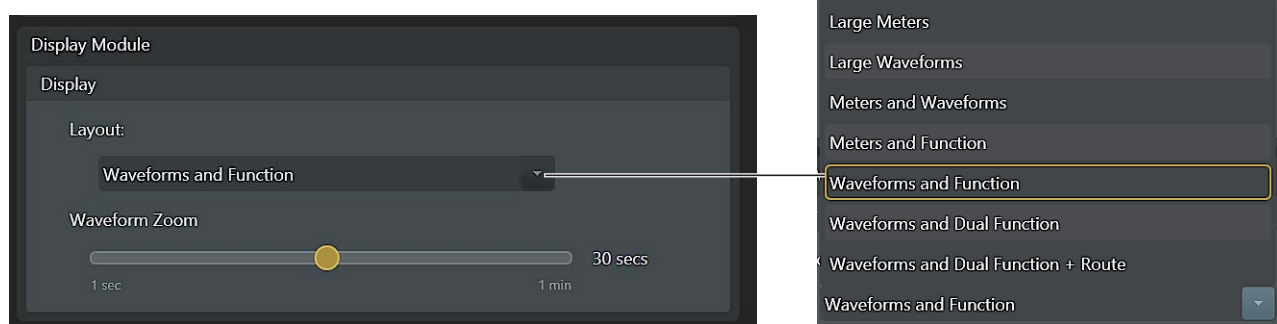 Display Module
Display
Layout:
Waveforms and Function
Waveform Zoom
30 secs
1 sec
1 min
Large Meters
Large Waveforms
Meters and Waveforms
Meters and Function
Waveforms and Function
Waveforms and Dual Function
Waveforms and Dual Function + Route
Waveforms and Function